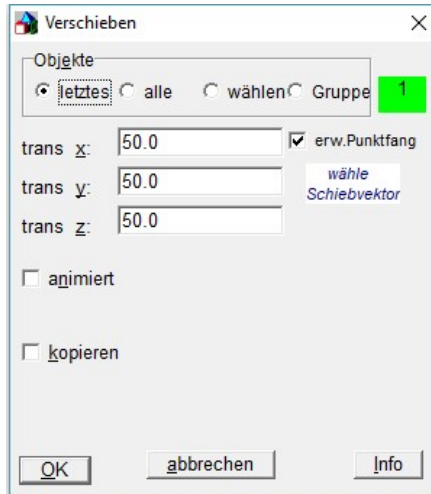 Verschieben
Objekte
letztes alle wählen Gruppe 1
trans x: 50.0 erw.Punktfang
trans y: 50.0 wähle
Schiebvektor
trans z: 50.0
animiert
kopieren
OK abbrechen Info